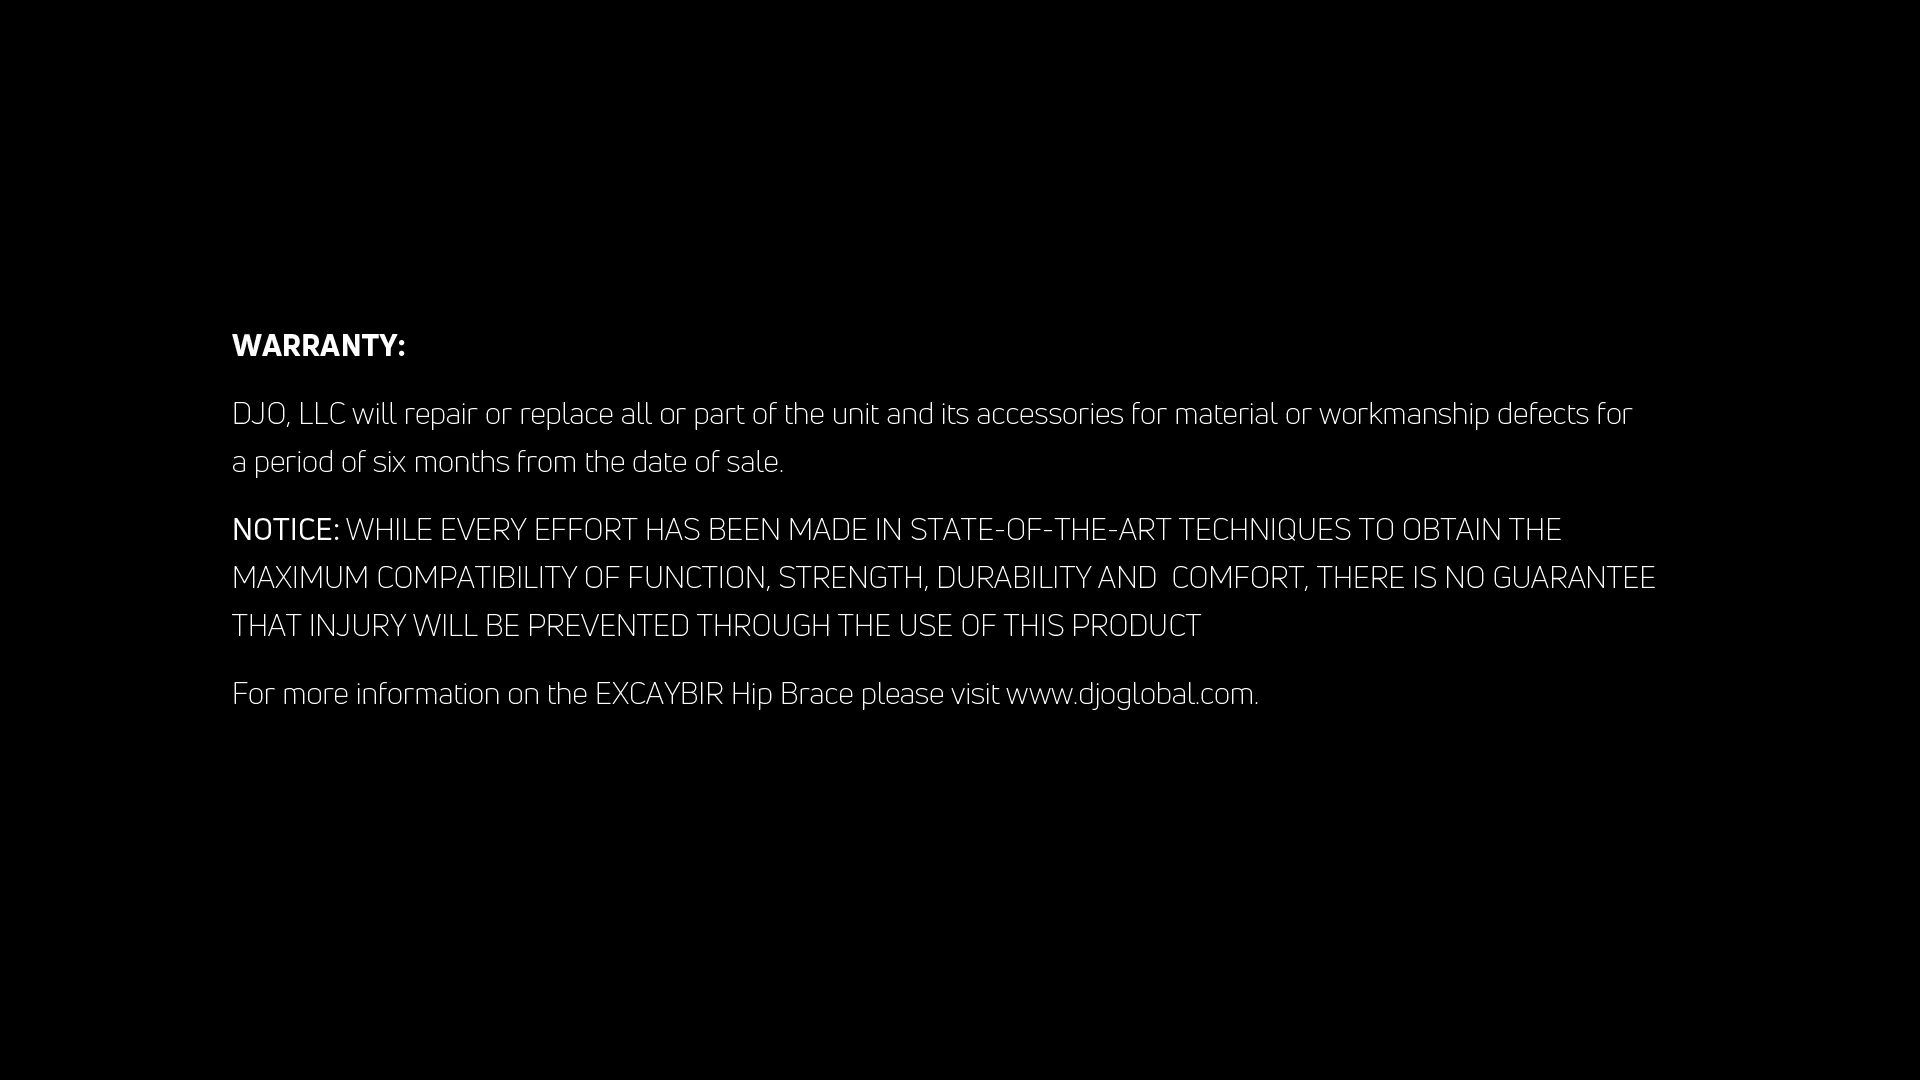 WARRANTY:
DJO, LLC will repair or replace all or part of the unit and its accessories for material or workmanship defects for
a period of six months from the date of sale.
NOTICE: WHILE EVERY EFFORT HAS BEEN MADE IN STATE-OF-THE-ART TECHNIQUES TO OBTAIN THE
MAXIMUM COMPATIBILITY OF FUNCTION, STRENGTH, DURABILITY AND  COMFORT, THERE IS NO GUARANTEE
THAT INJURY WILL BE PREVENTED THROUGH THE USE OF THIS PRODUCT
For more information on the EXCAYBIR Hip Brace please visit www.djoglobal.com.